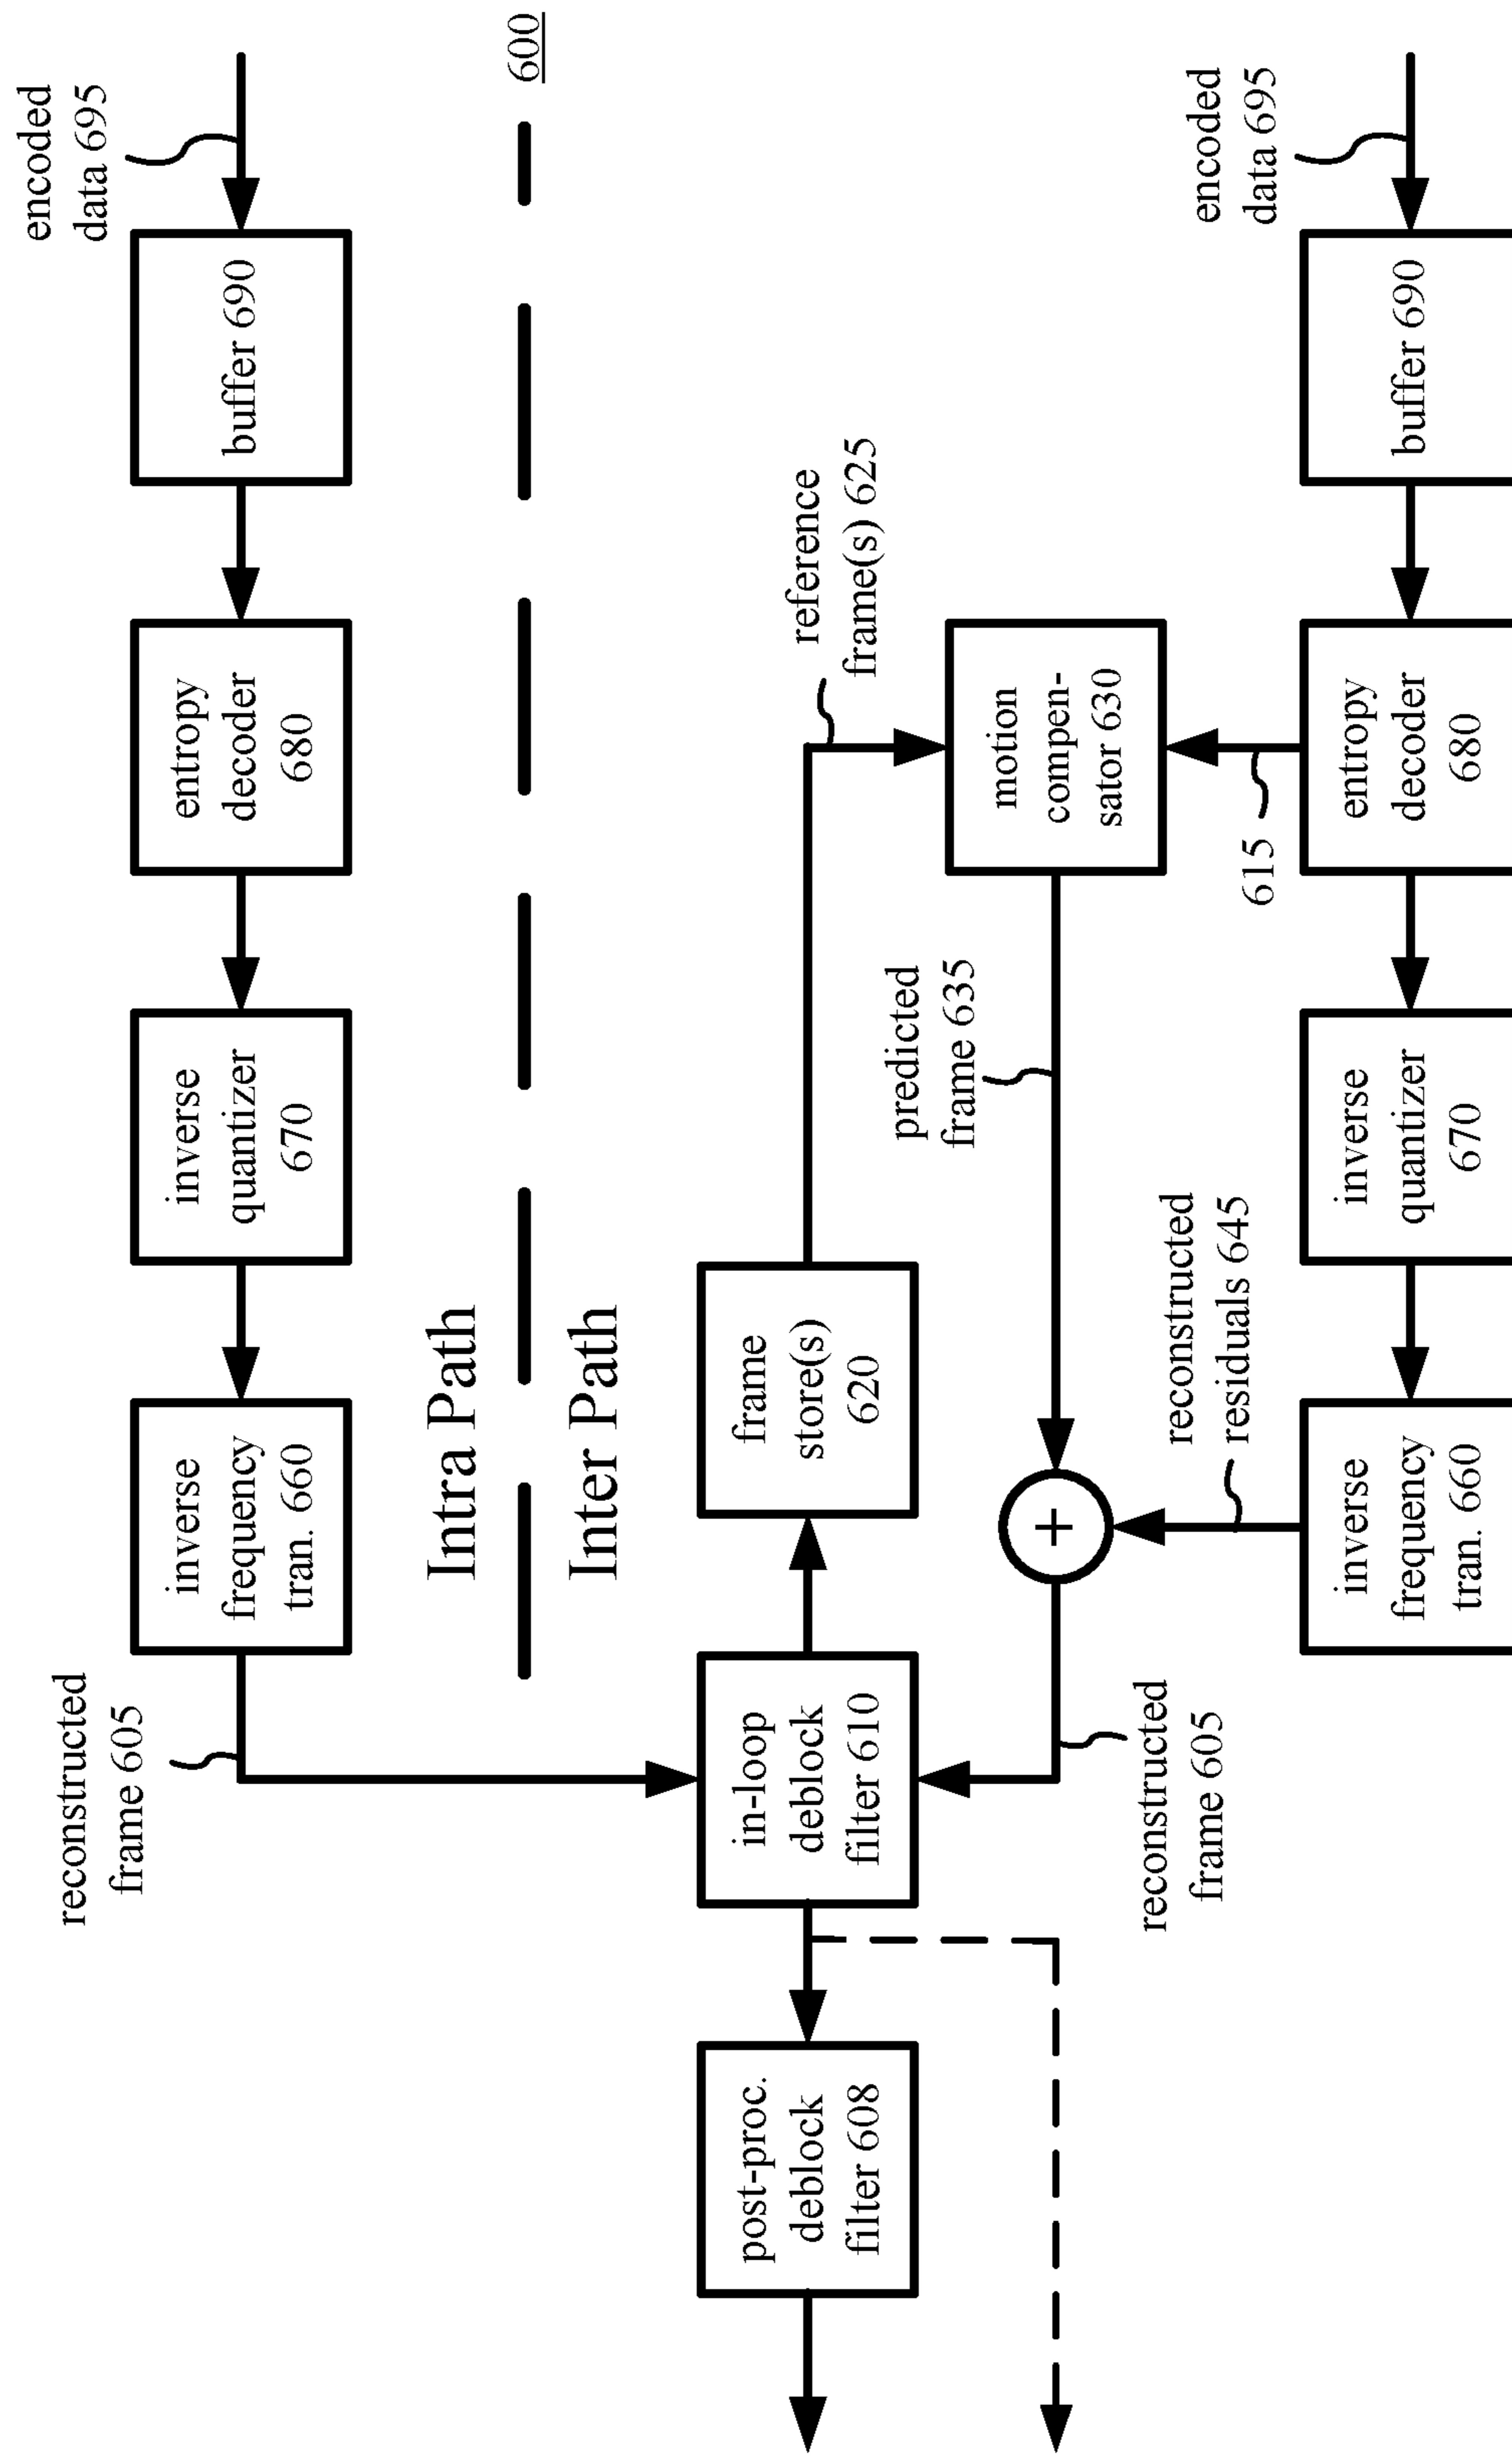 reconstructed
frame 605
inverse
frequency
tran. 660
inverse
quantizer
670
entropy
decoder
680
buffer 690
encoded
data 695
Intra Path
600
Inter Path
post-proc.
deblock
filter 608
in-loop
deblock
filter 610
frame
store(s)
620
reference
frame(s) 625
predicted
frame 635
motion
compen-
sator 630
+
reconstructed
frame 605
reconstructed
residuals 645
615
encoded
data 695
inverse
frequency
tran. 660
inverse
quantizer
670
entropy
decoder
680
buffer 690